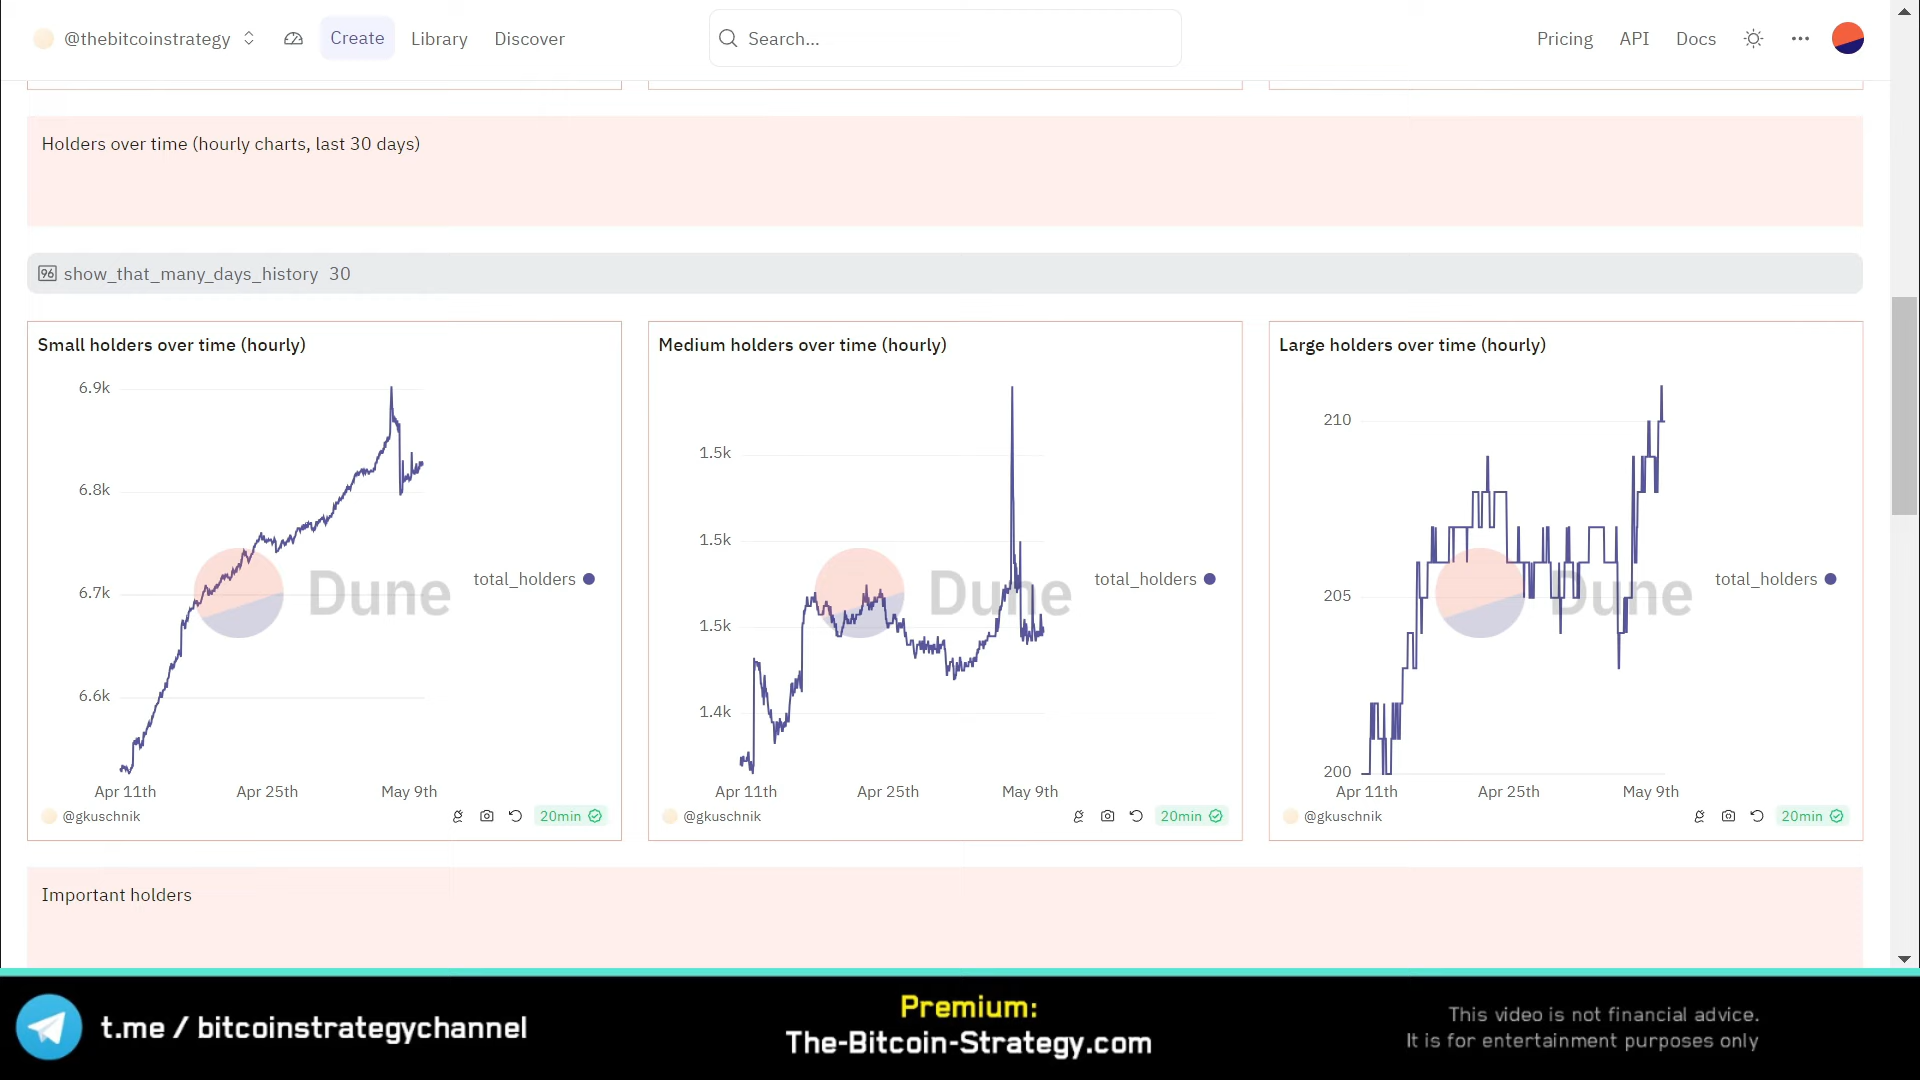 @thebitcoinstrategy Create Library Discover Search... Pricing API Docs
Holders over time (hourly charts, last 30 days)
96 show_that_many_days_history 30
Small holders over time (hourly)
6.9k
6.8k
6.7k
6.6k
Dune
total_holders
Apr 11th Apr 25th May 9th
@gkuschnik 20min
Medium holders over time (hourly)
1.5k
1.5k
1.5k
1.4k
Dune
total_holders
Apr 11th Apr 25th May 9th
@gkuschnik 20min
Large holders over time (hourly)
210
205
200
Dune
total_holders
Apr 11th Apr 25th May 9th
@gkuschnik 20min
Important holders
t.me / bitcoinstrategychannel
Premium:
The-Bitcoin-Strategy.com
This video is not financial advice.
It is for entertainment purposes only